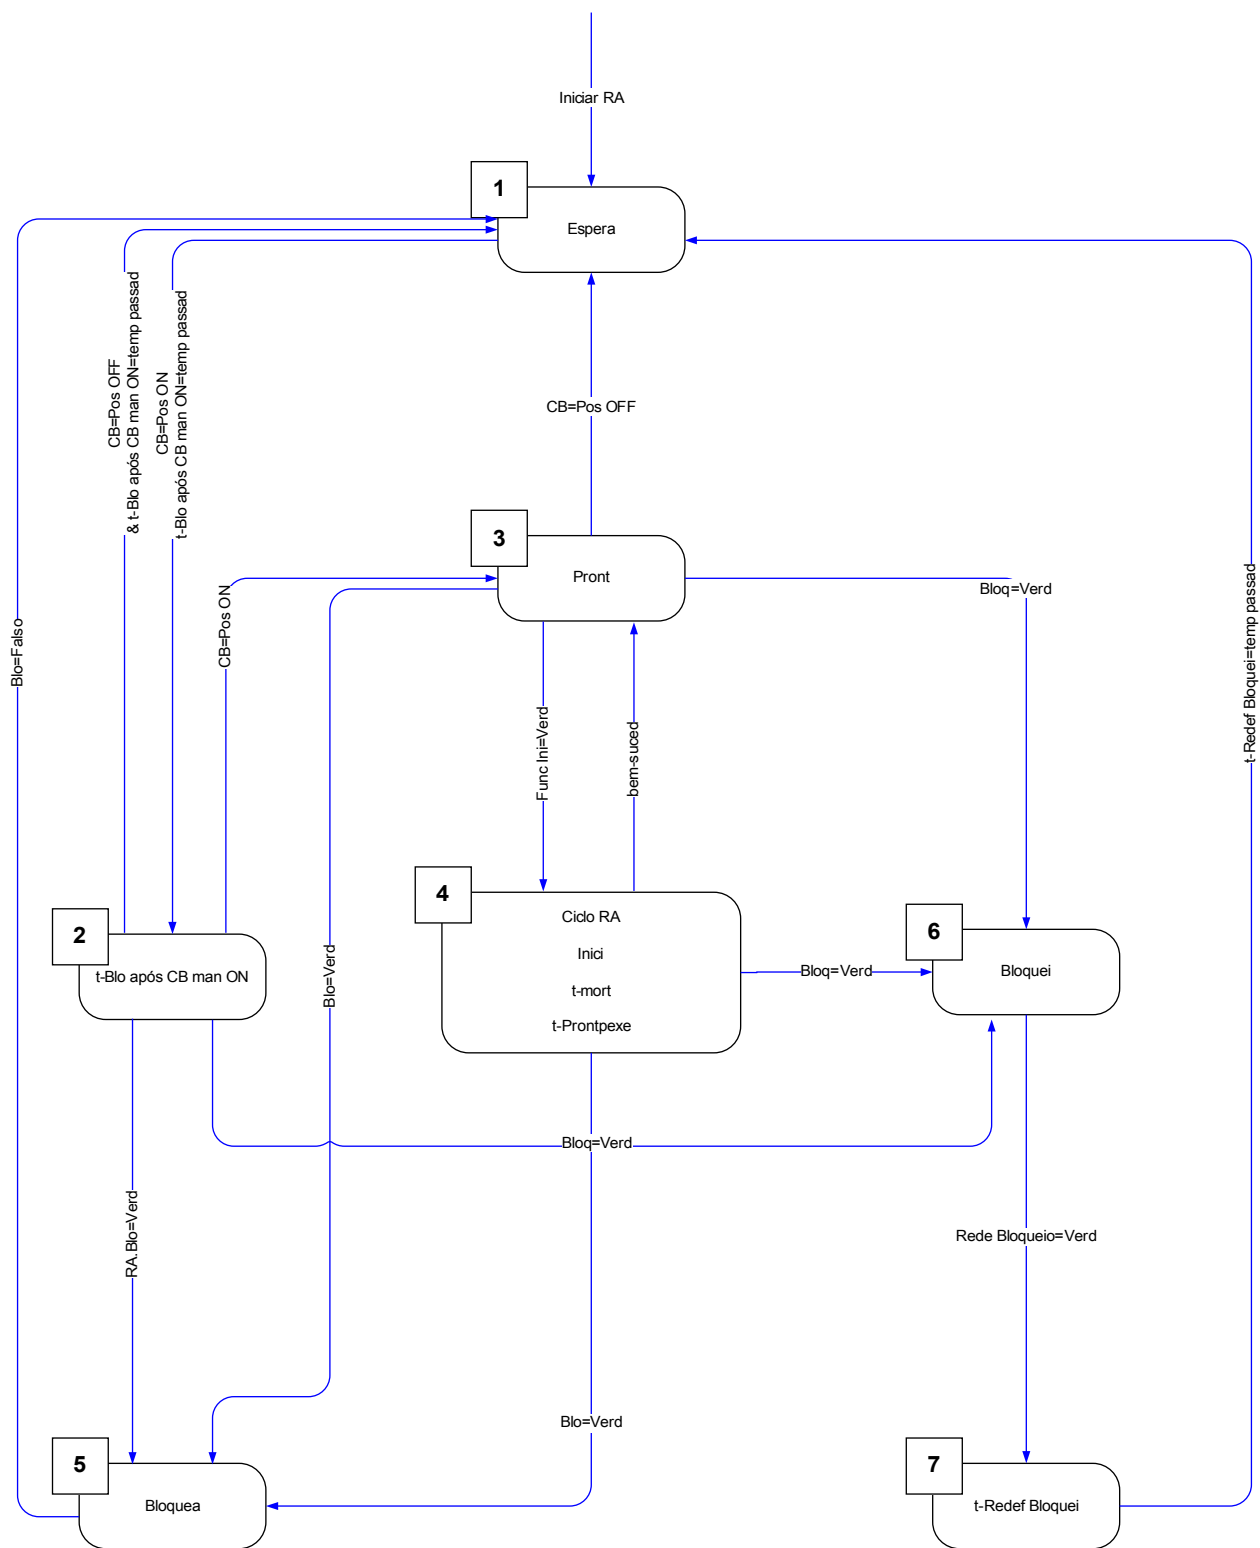 Iniciar RA
1
Espera
CB=Pos OFF
& t-Blo após CB man ON=temp passad
CB=Pos ON
t-Blo após CB man ON=temp passad
CB=Pos OFF
3
Pront
Bloq=Verd
CB=Pos ON
Blo=Falso
t-Redef Bloquei=temp passad
Func Ini=Verd
bem-suced
4
Ciclo RA
Inici
t-mort
t-Prontpexe
2
t-Blo após CB man ON
Blo=Verd
Bloq=Verd
6
Bloquei
Bloq=Verd
RA.Blo=Verd
Rede Bloqueio=Verd
Blo=Verd
5
Bloquea
7
t-Redef Bloquei